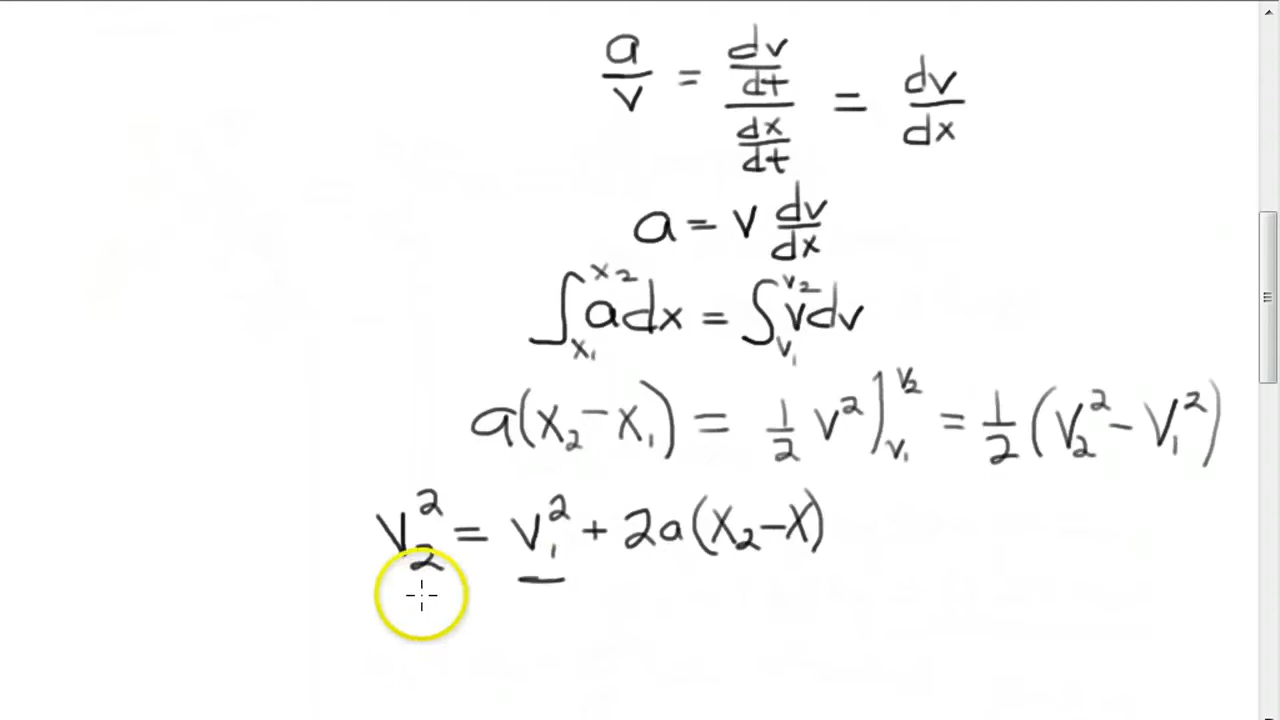 a/v = (dv/dt)/(dx/dt) = dv/dx
a = v dv/dx
∫_{x₁}^{x₂} a dx = ∫_{v₁}^{v₂} v dv
a(x₂ − x₁) = 1/2 v² ]_{v₁}^{v₂} = 1/2 (v₂² − v₁²)
v₂² = v₁² + 2a(x₂ − x)